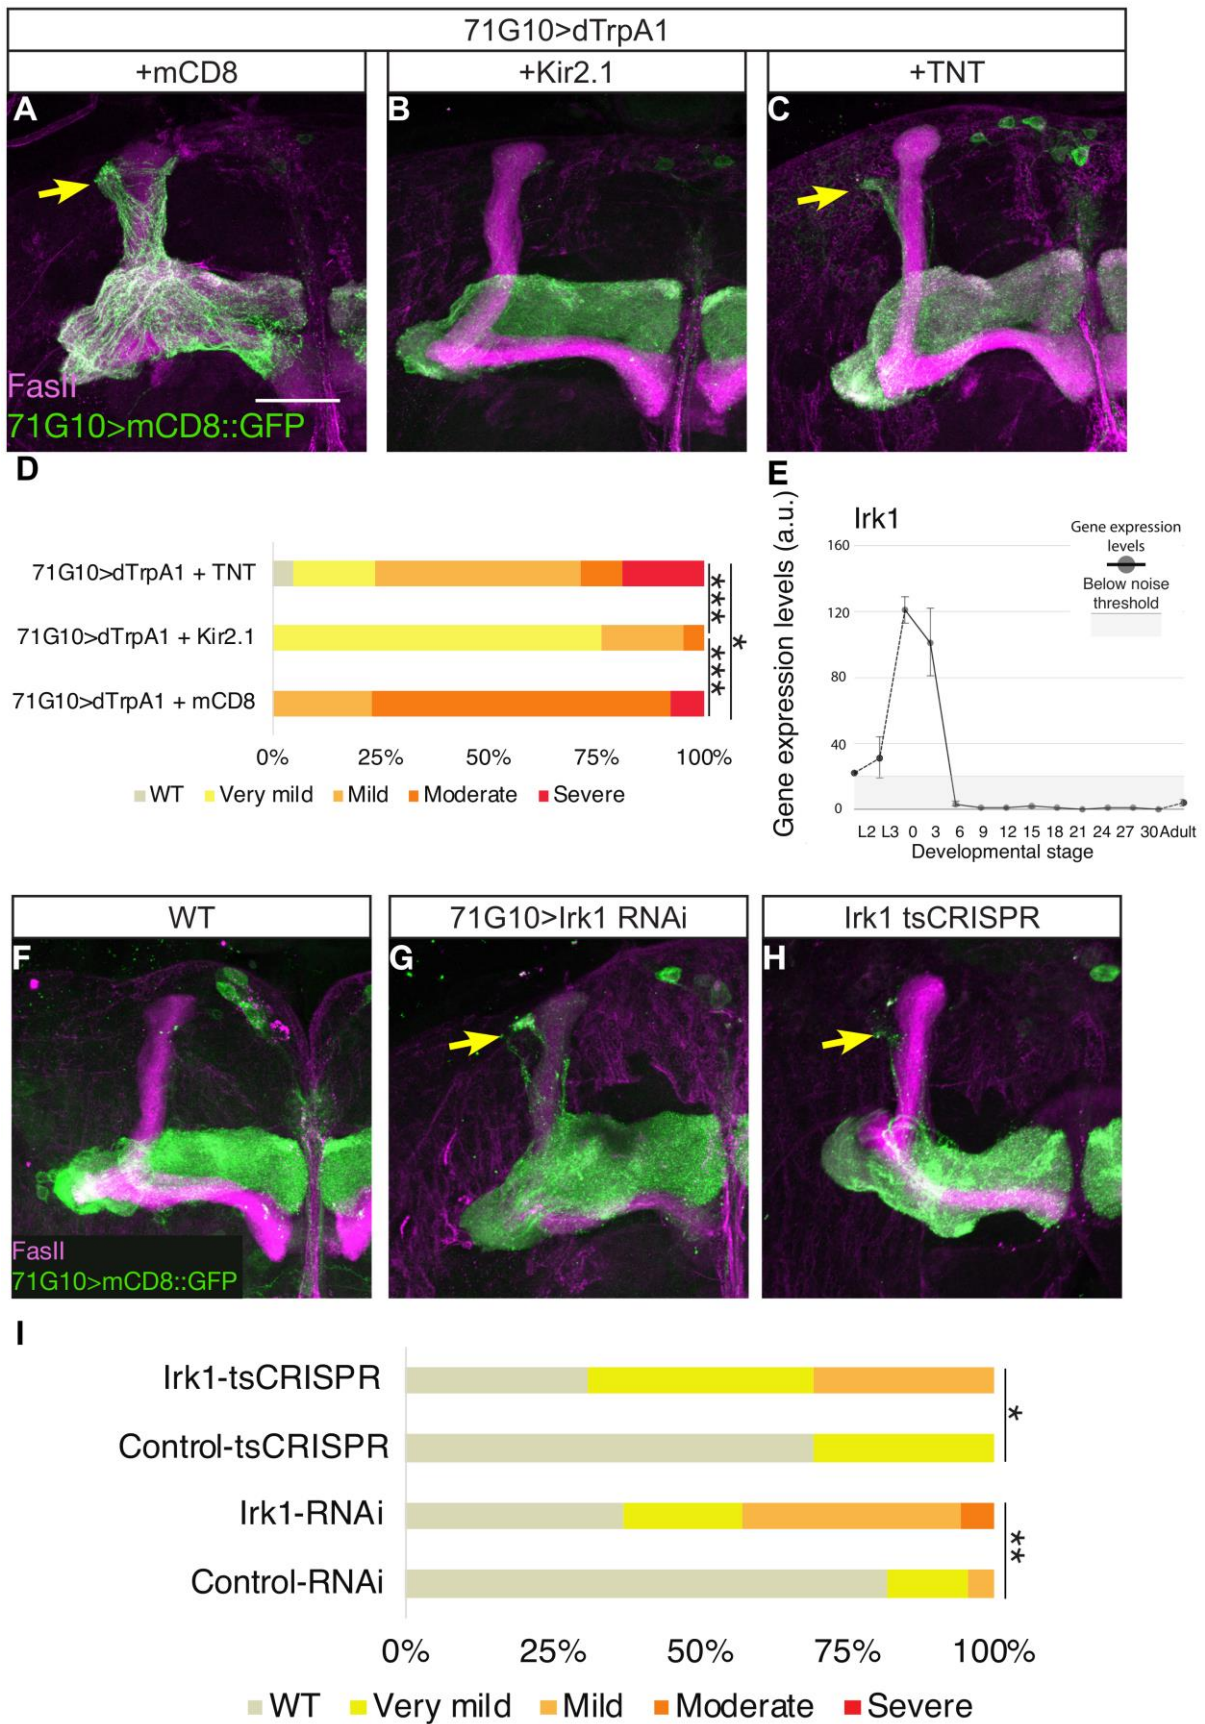 71G10>dTrpA1
+mCD8
+Kir2.1
+TNT
A
B
C
FasII
71G10>mCD8::GFP
D
71G10>dTrpA1 + TNT
71G10>dTrpA1 + Kir2.1
71G10>dTrpA1 + mCD8
***
***
*
0% 25% 50% 75% 100%
WT Very mild Mild Moderate Severe
E
Irk1
Gene expression levels (a.u.)
Gene expression
levels
Below noise
threshold
160
120
80
40
0
L2 L3 0 3 6 9 12 15 18 21 24 27 30 Adult
Developmental stage
WT
71G10>Irk1 RNAi
Irk1 tsCRISPR
F
G
H
FasII
71G10>mCD8::GFP
I
Irk1-tsCRISPR
Control-tsCRISPR
*
Irk1-RNAi
Control-RNAi
**
0% 25% 50% 75% 100%
WT Very mild Mild Moderate Severe